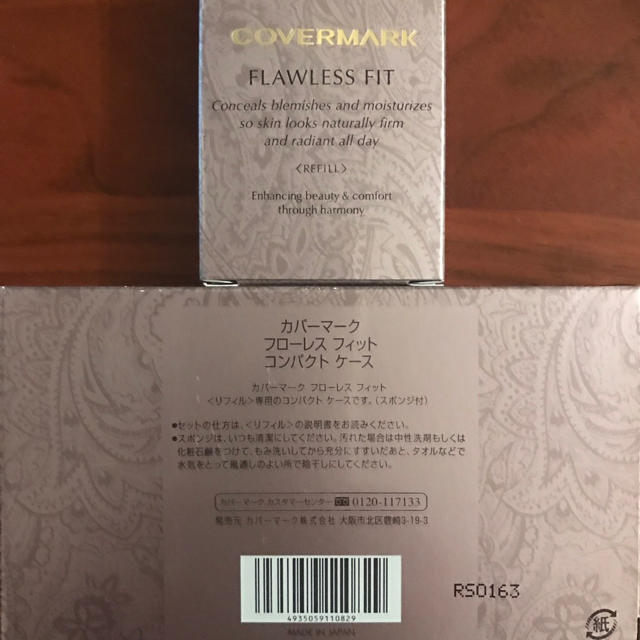 COVERMARK
FLAWLESS FIT
Conceals blemishes and moisturizes
so skin looks naturally firm
and radiant all day
〈REFILL〉
Enhancing beauty & comfort
through harmony
カバーマーク
フローレス フィット
コンパクト ケース
カバーマーク フローレス フィット
〈リフィル〉専用のコンパクト ケースです。(スポンジ付)
●セットの仕方は、〈リフィル〉の説明書をお読みください。
●スポンジは、いつも清潔にしてください。汚れた場合は中性洗剤もしくは
化粧石鹸をつけて、もみ洗いしてから充分にすすいだあと、タオルなどで
水気をとって風通しのよい所で陰干しにしてください。
カバーマーク カスタマーセンター 0120-117133
発売元 カバーマーク株式会社 大阪市北区豊崎3-19-3
4935059110829
MADE IN JAPAN
RS0163
紙